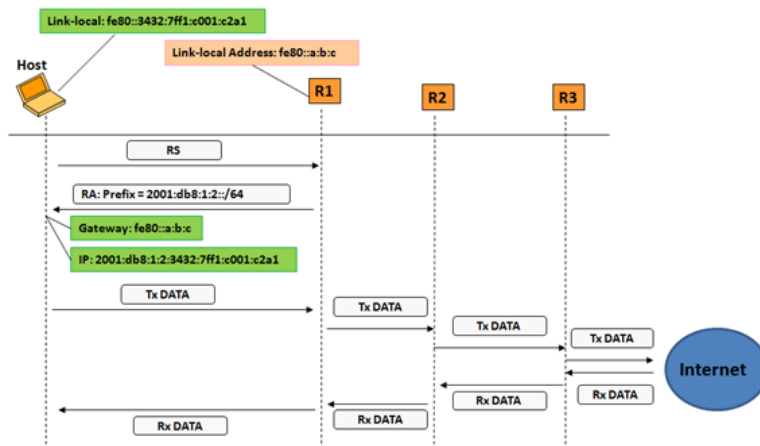 Link-local: fe80::3432:7ff1:c001:c2a1
Link-local Address: fe80::a:b:c
Host
R1
R2
R3
RS
RA: Prefix = 2001:db8:1:2::/64
Gateway: fe80::a:b:c
IP: 2001:db8:1:2:3432:7ff1:c001:c2a1
Tx DATA
Tx DATA
Tx DATA
Tx DATA
Internet
Rx DATA
Rx DATA
Rx DATA
Rx DATA